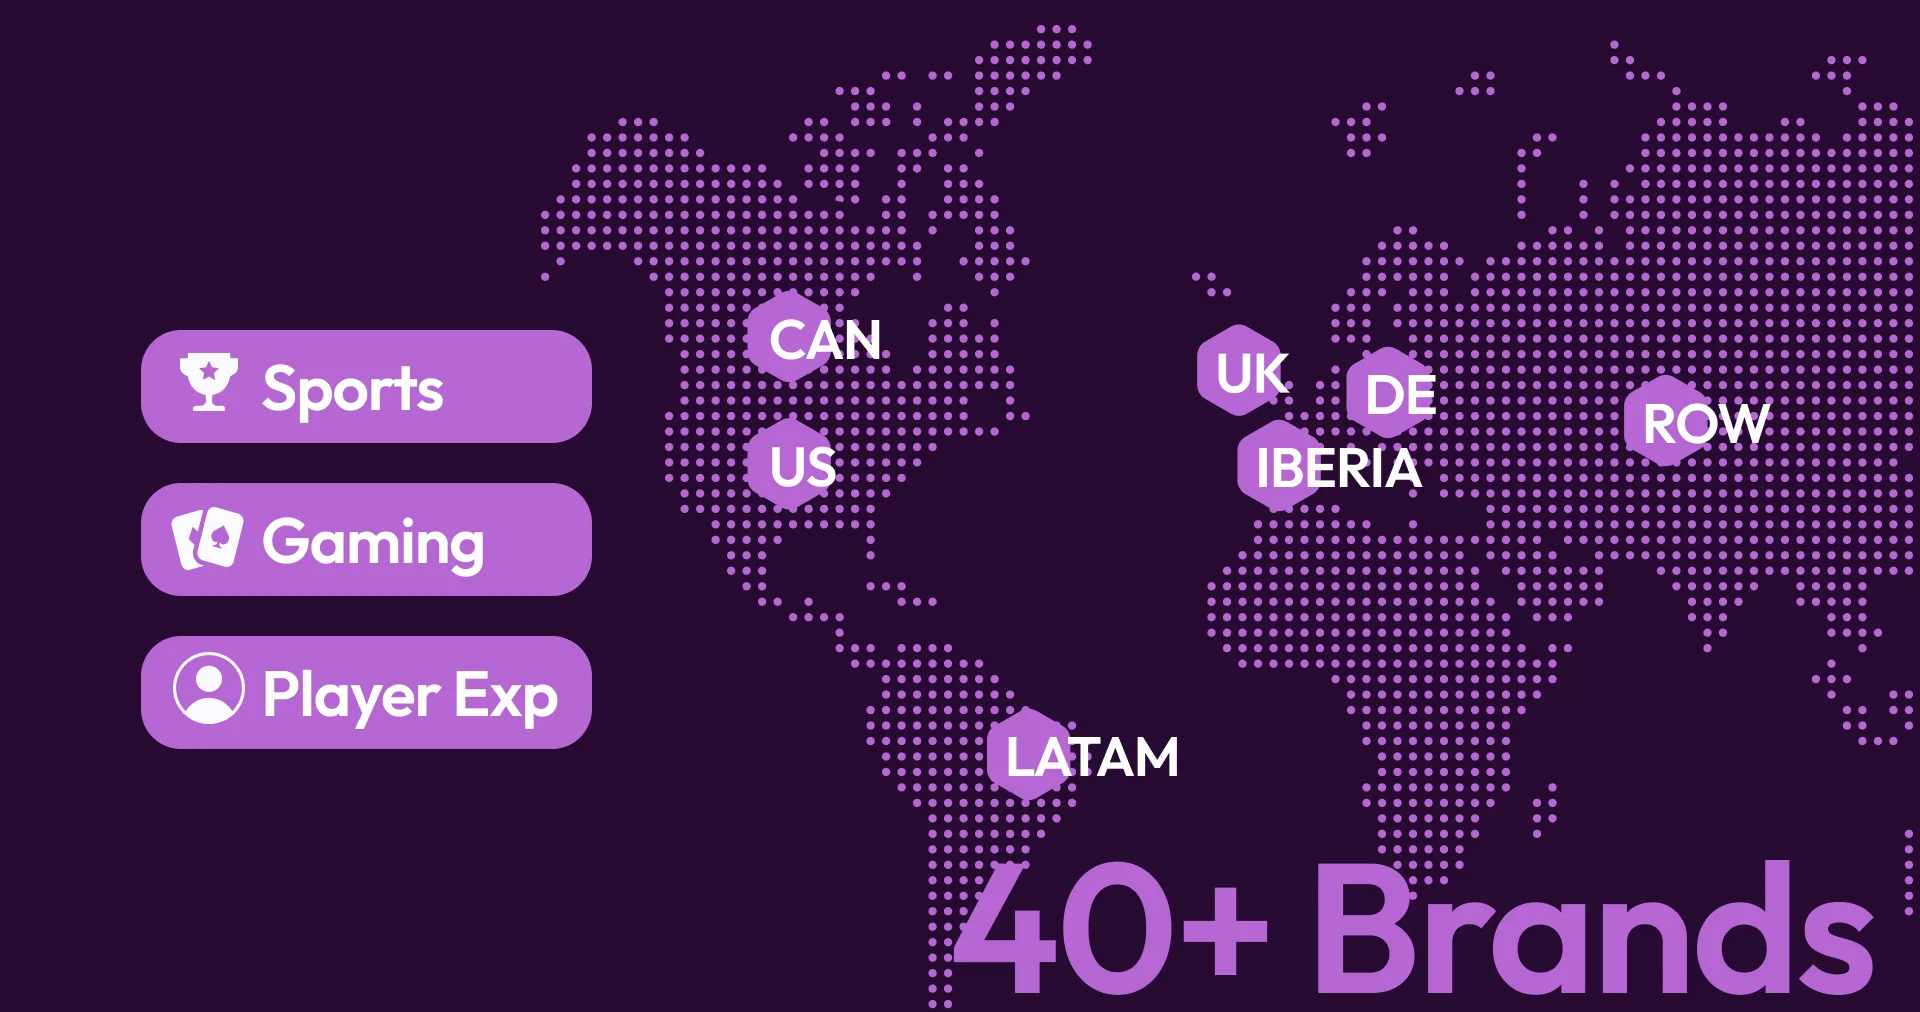 Sports
Gaming
Player Exp
CAN
US
UK
DE
IBERIA
ROW
LATAM
40+ Brands